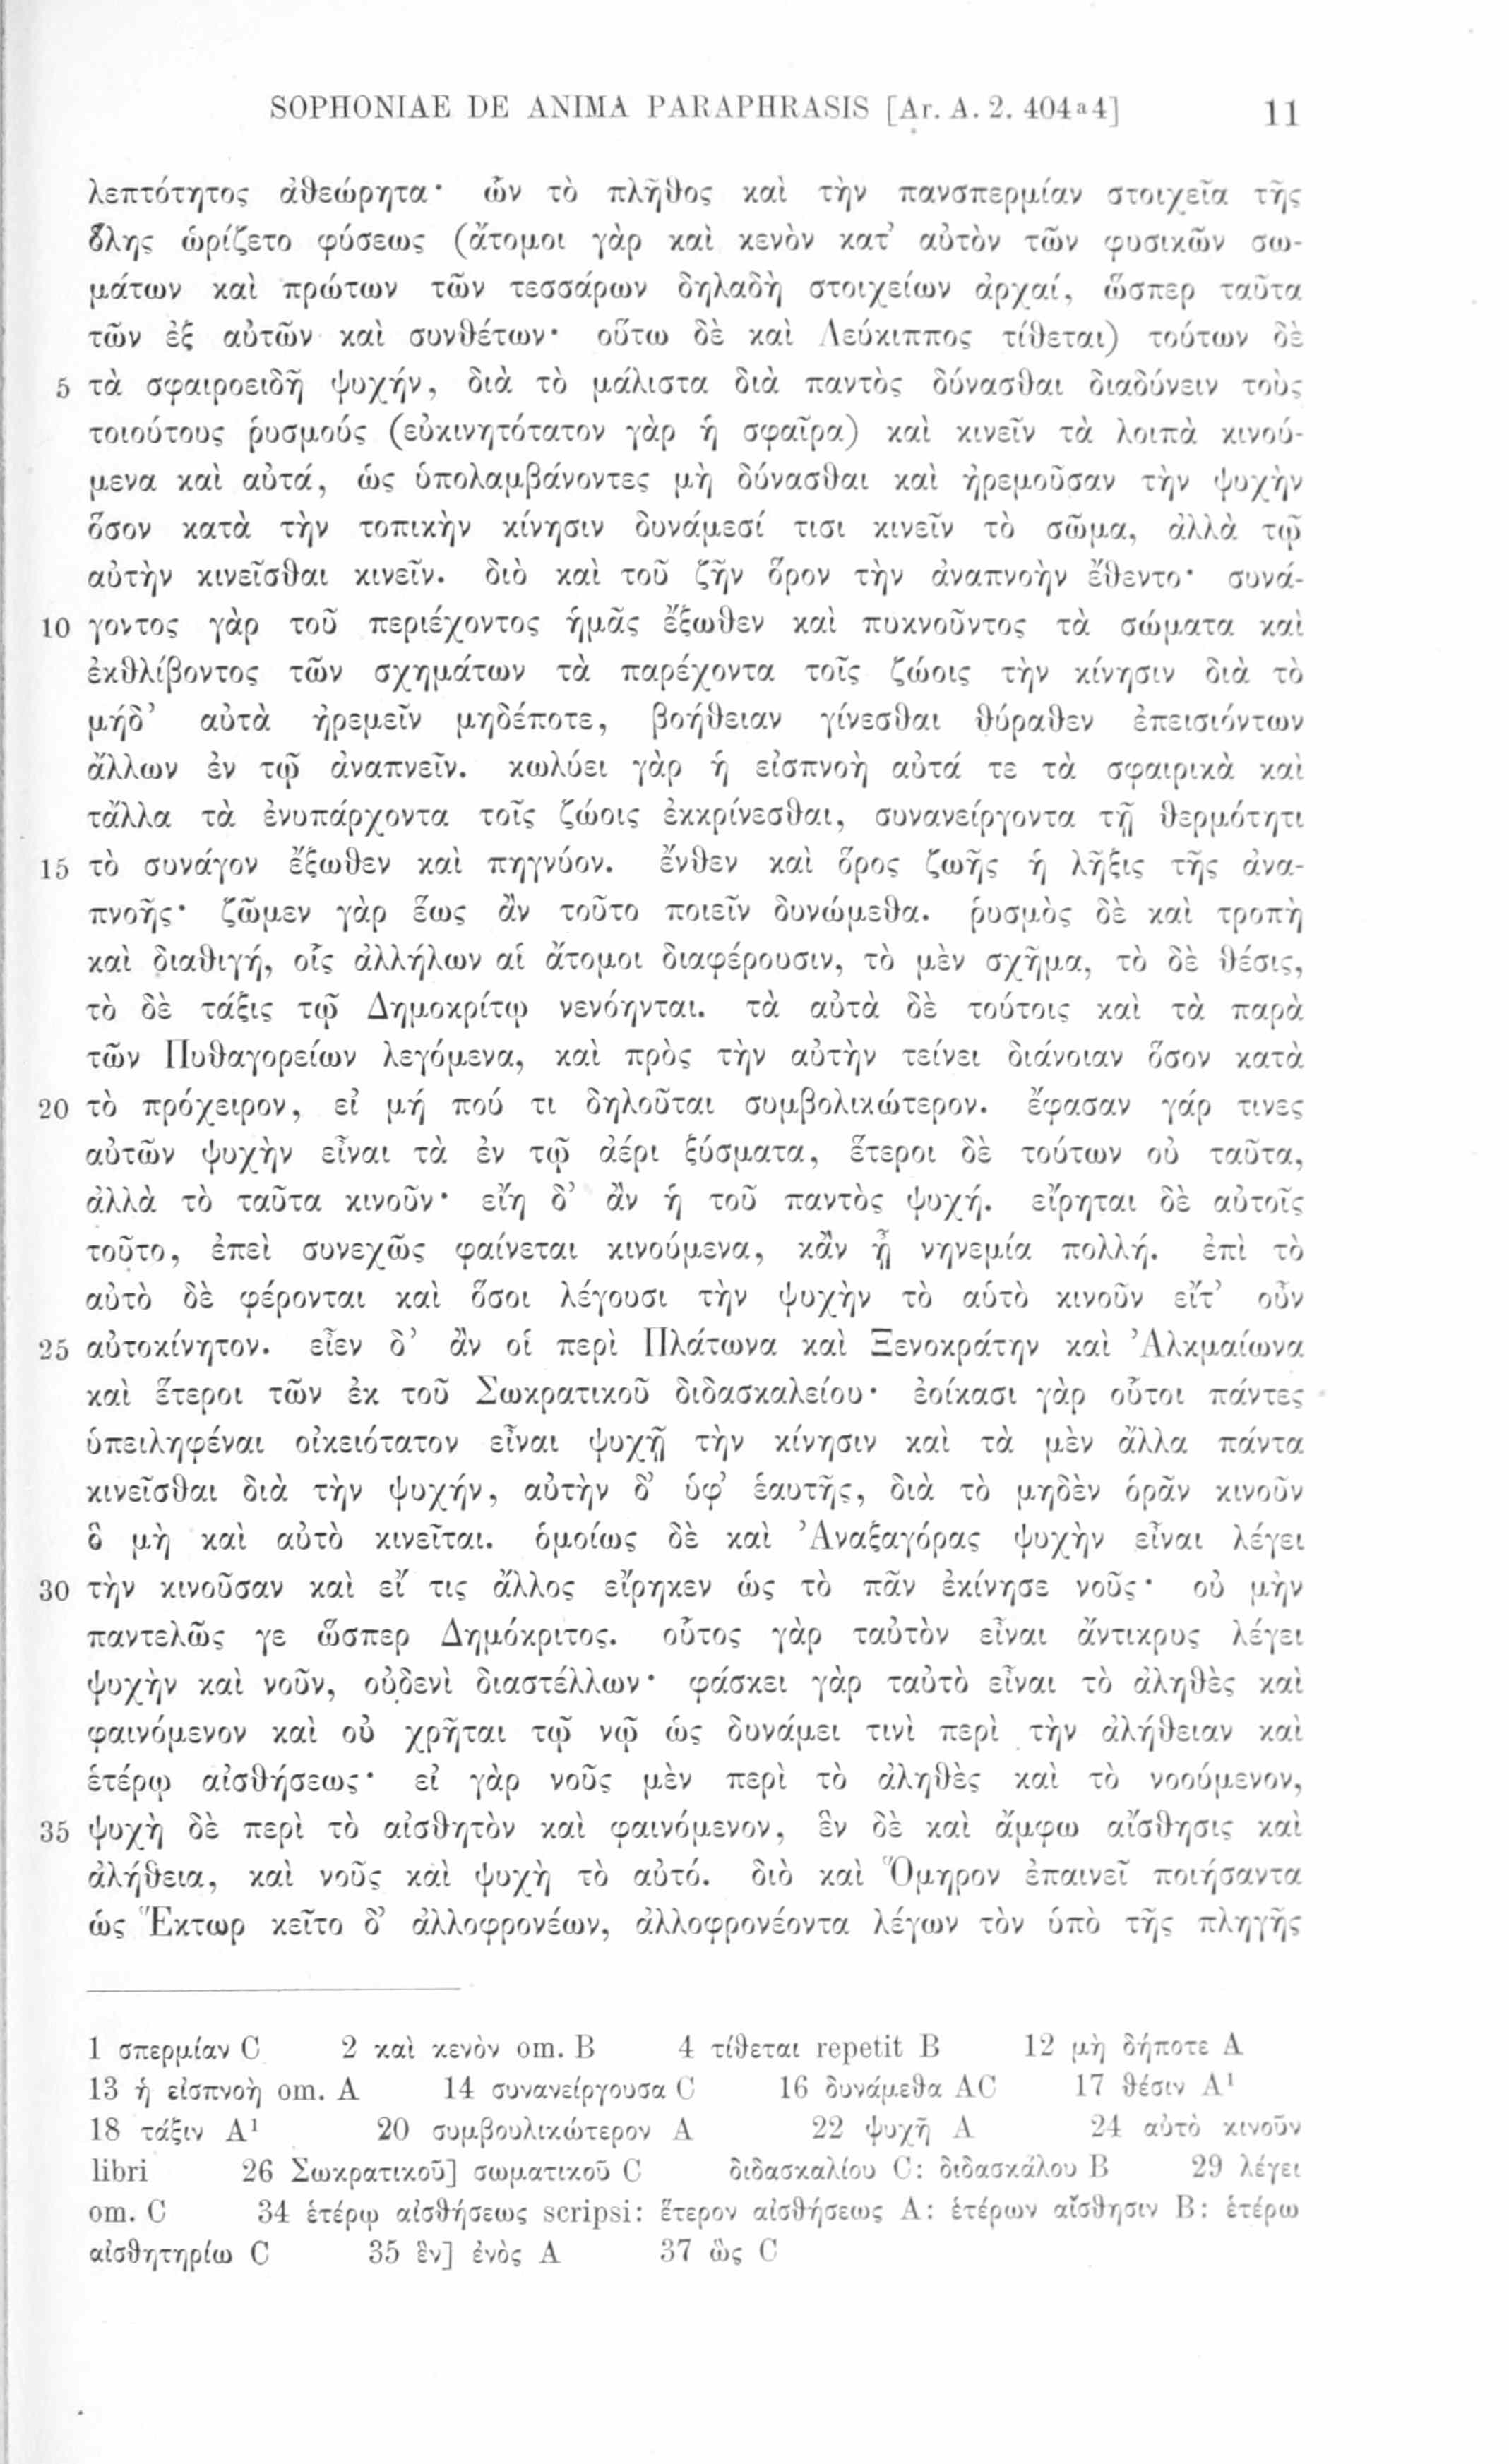 SOPHONIAE DE ANIMA PARAPHRASIS [Ar. A. 2. 404ᵃ4] 11
λεπτότητος ἀθεώρητα· ὧν τὸ πλῆθος καὶ τὴν πανσπερμίαν στοιχεῖα τῆς
ὅλης ὡρίζετο φύσεως (ἄτομοι γὰρ καὶ κενὸν κατ’ αὐτὸν τῶν φυσικῶν σω-
μάτων καὶ πρώτων τῶν τεσσάρων δηλαδὴ στοιχείων ἀρχαί, ὥσπερ ταῦτα
τῶν ἐξ αὐτῶν καὶ συνθέτων· οὕτω δὲ καὶ Λεύκιππος τίθεται) τούτων δὲ
5 τὰ σφαιροειδῆ ψυχήν, διὰ τὸ μάλιστα διὰ παντὸς δύνασθαι διαδύνειν τοὺς
τοιούτους ῥυσμούς (εὐκινητότατον γὰρ ἡ σφαῖρα) καὶ κινεῖν τὰ λοιπὰ κινού-
μενα καὶ αὐτά, ὡς ὑπολαμβάνοντες μὴ δύνασθαι καὶ ἠρεμοῦσαν τὴν ψυχὴν
ὅσον κατὰ τὴν τοπικὴν κίνησιν δυνάμεσί τισι κινεῖν τὸ σῶμα, ἀλλὰ τῷ
αὐτὴν κινεῖσθαι κινεῖν. διὸ καὶ τοῦ ζῆν ὅρον τὴν ἀναπνοὴν ἔθεντο· συνά-
10 γοντος γὰρ τοῦ περιέχοντος ἡμᾶς ἔξωθεν καὶ πυκνοῦντος τὰ σώματα καὶ
ἐκθλίβοντος τῶν σχημάτων τὰ παρέχοντα τοῖς ζώοις τὴν κίνησιν διὰ τὸ
μήδ’ αὐτὰ ἠρεμεῖν μηδέποτε, βοήθειαν γίνεσθαι θύραθεν ἐπεισιόντων
ἄλλων ἐν τῷ ἀναπνεῖν. κωλύει γὰρ ἡ εἰσπνοὴ αὐτά τε τὰ σφαιρικὰ καὶ
τἄλλα τὰ ἐνυπάρχοντα τοῖς ζώοις ἐκκρίνεσθαι, συνανείργοντα τῇ θερμότητι
15 τὸ συνάγον ἔξωθεν καὶ πηγνύον. ἔνθεν καὶ ὅρος ζωῆς ἡ λῆξις τῆς ἀνα-
πνοῆς· ζῶμεν γὰρ ἕως ἂν τοῦτο ποιεῖν δυνώμεθα. ῥυσμὸς δὲ καὶ τροπὴ
καὶ διαθιγή, οἷς ἀλλήλων αἱ ἄτομοι διαφέρουσιν, τὸ μὲν σχῆμα, τὸ δὲ θέσις,
τὸ δὲ τάξις τῷ Δημοκρίτῳ νενόηνται. τὰ αὐτὰ δὲ τούτοις καὶ τὰ παρὰ
τῶν Πυθαγορείων λεγόμενα, καὶ πρὸς τὴν αὐτὴν τείνει διάνοιαν ὅσον κατὰ
20 τὸ πρόχειρον, εἰ μή πού τι δηλοῦται συμβολικώτερον. ἔφασαν γάρ τινες
αὐτῶν ψυχὴν εἶναι τὰ ἐν τῷ ἀέρι ξύσματα, ἕτεροι δὲ τούτων οὐ ταῦτα,
ἀλλὰ τὸ ταῦτα κινοῦν· εἴη δ’ ἂν ἡ τοῦ παντὸς ψυχή. εἴρηται δὲ αὐτοῖς
τοῦτο, ἐπεὶ συνεχῶς φαίνεται κινούμενα, κἂν ᾖ νηνεμία πολλή. ἐπὶ τὸ
αὐτὸ δὲ φέρονται καὶ ὅσοι λέγουσι τὴν ψυχὴν τὸ αὑτὸ κινοῦν εἴτ’ οὖν
25 αὐτοκίνητον. εἶεν δ’ ἂν οἱ περὶ Πλάτωνα καὶ Ξενοκράτην καὶ Ἀλκμαίωνα
καὶ ἕτεροι τῶν ἐκ τοῦ Σωκρατικοῦ διδασκαλείου· ἐοίκασι γὰρ οὗτοι πάντες
ὑπειληφέναι οἰκειότατον εἶναι ψυχῇ τὴν κίνησιν καὶ τὰ μὲν ἄλλα πάντα
κινεῖσθαι διὰ τὴν ψυχήν, αὐτὴν δ’ ὑφ’ ἑαυτῆς, διὰ τὸ μηδὲν ὁρᾶν κινοῦν
ὃ μὴ καὶ αὐτὸ κινεῖται. ὁμοίως δὲ καὶ Ἀναξαγόρας ψυχὴν εἶναι λέγει
30 τὴν κινοῦσαν καὶ εἴ τις ἄλλος εἴρηκεν ὡς τὸ πᾶν ἐκίνησε νοῦς· οὐ μὴν
παντελῶς γε ὥσπερ Δημόκριτος. οὗτος γὰρ ταὐτὸν εἶναι ἄντικρυς λέγει
ψυχὴν καὶ νοῦν, οὐδενὶ διαστέλλων· φάσκει γὰρ ταὐτὸ εἶναι τὸ ἀληθὲς καὶ
φαινόμενον καὶ οὐ χρῆται τῷ νῷ ὡς δυνάμει τινὶ περὶ τὴν ἀλήθειαν καὶ
ἑτέρῳ αἰσθήσεως· εἰ γὰρ νοῦς μὲν περὶ τὸ ἀληθὲς καὶ τὸ νοούμενον,
35 ψυχὴ δὲ περὶ τὸ αἰσθητὸν καὶ φαινόμενον, ἓν δὲ καὶ ἄμφω αἴσθησις καὶ
ἀλήθεια, καὶ νοῦς καὶ ψυχὴ τὸ αὐτό. διὸ καὶ Ὅμηρον ἐπαινεῖ ποιήσαντα
ὡς Ἕκτωρ κεῖτο δ’ ἀλλοφρονέων, ἀλλοφρονέοντα λέγων τὸν ὑπὸ τῆς πληγῆς
1 σπερμίαν C 2 καὶ κενὸν om. B 4 τίθεται repetit B 12 μὴ δήποτε A
13 ἡ εἰσπνοὴ om. A 14 συνανείργουσα C 16 δυνάμεθα AC 17 θέσιν A¹
18 τάξιν A¹ 20 συμβουλικώτερον A 22 ψυχῆ A 24 αὐτὸ κινοῦν
libri 26 Σωκρατικοῦ] σωματικοῦ C διδασκαλίου C: διδασκάλου B 29 λέγει
om. C 34 ἑτέρῳ αἰσθήσεως scripsi: ἕτερον αἰσθήσεως A: ἑτέρων αἴσθησιν B: ἑτέρω
αἰσθητηρίω C 35 ἓν] ἑνὸς A 37 ὣς C